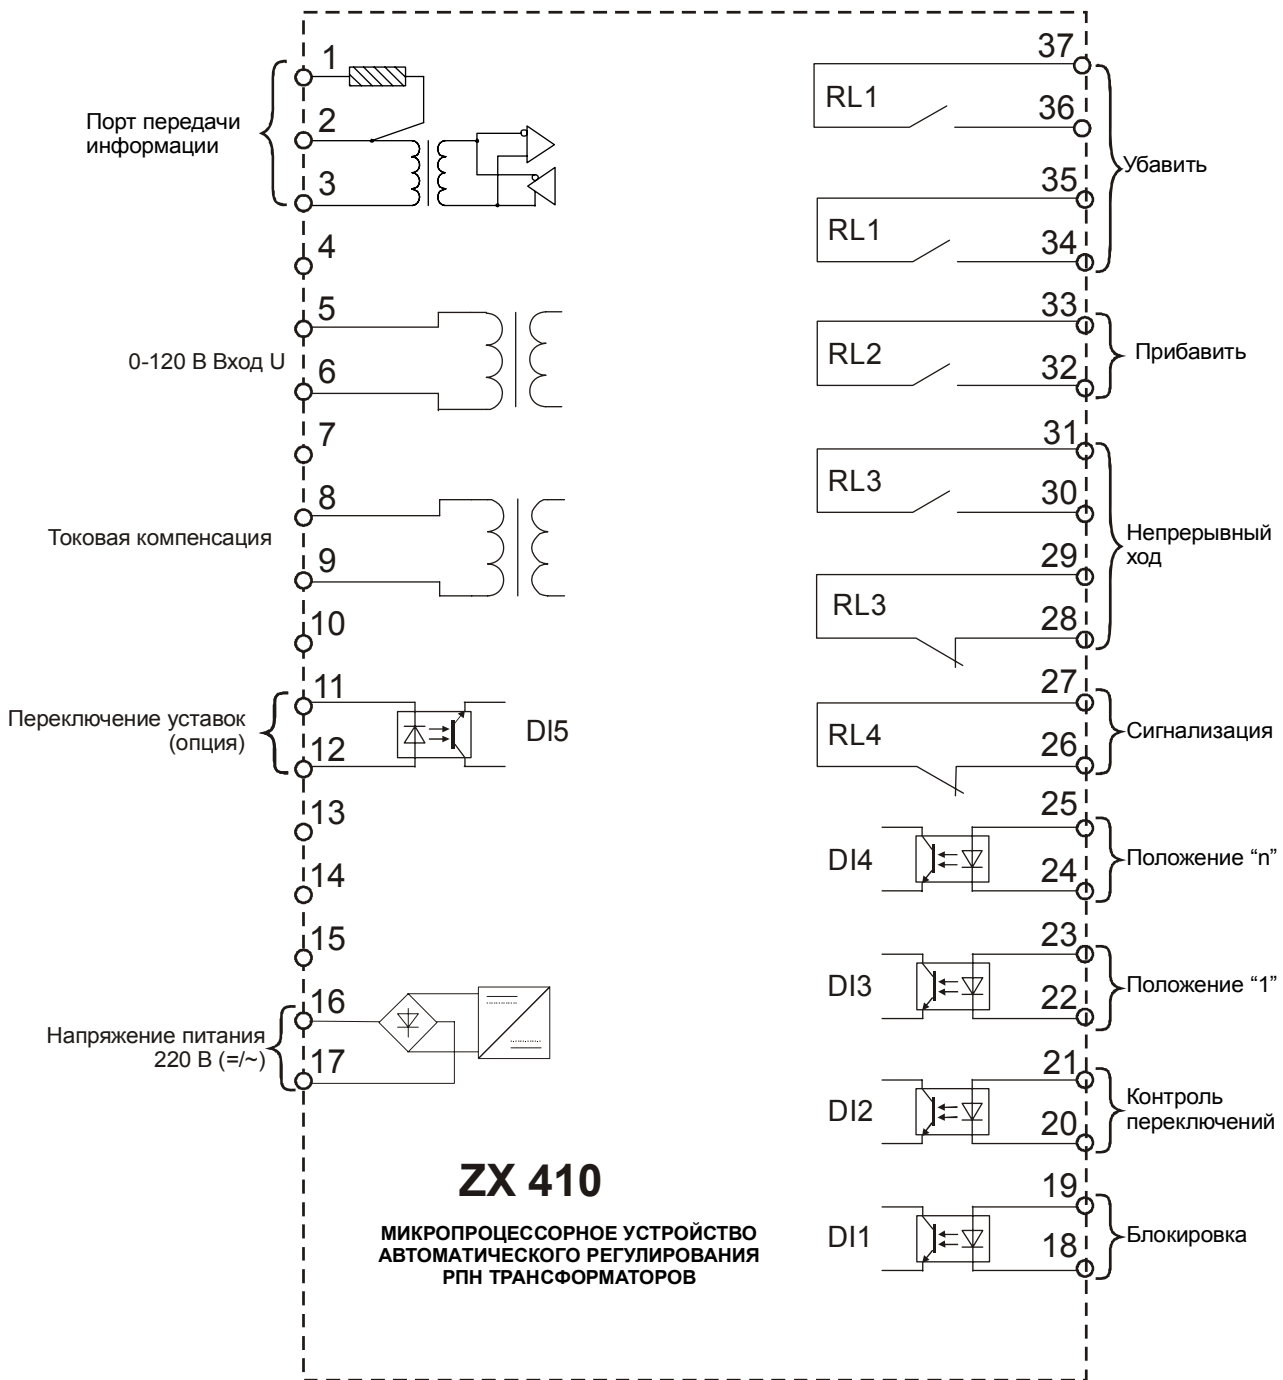 1
2
3
Порт передачи
информации
4
5
6
0-120 В Вход U
7
8
9
Токовая компенсация
10
11
12
Переключение уставок
(опция)
DI5
13
14
15
16
17
Напряжение питания
220 В (=/~)
37
RL1
36
35
RL1
34
Убавить
33
RL2
32
Прибавить
31
RL3
30
29
RL3
28
Непрерывный
ход
27
RL4
26
Сигнализация
25
DI4
24
Положение “n”
23
DI3
22
Положение “1”
21
DI2
20
Контроль
переключений
19
DI1
18
Блокировка
ZX 410
МИКРОПРОЦЕССОРНОЕ УСТРОЙСТВО
АВТОМАТИЧЕСКОГО РЕГУЛИРОВАНИЯ
РПН ТРАНСФОРМАТОРОВ